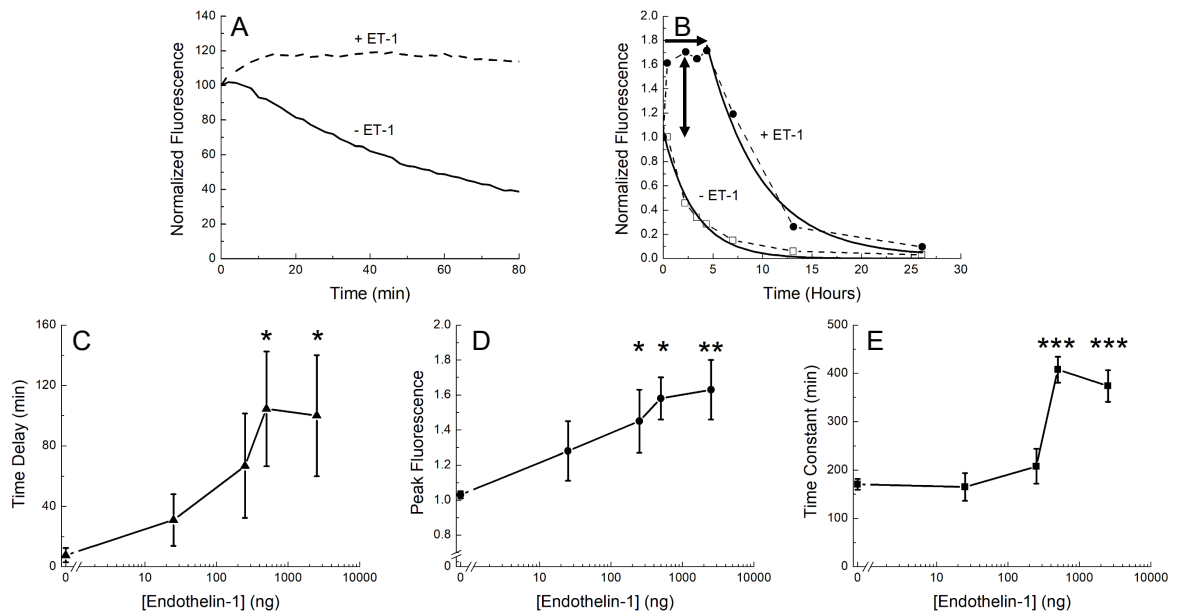 A
140
120
100
80
60
40
20
0
0 20 40 60 80
Normalized Fluorescence
Time (min)
+ ET-1
- ET-1
B
2.0
1.8
1.6
1.4
1.2
1.0
0.8
0.6
0.4
0.2
0.0
0 5 10 15 20 25 30
Normalized Fluorescence
Time (Hours)
+ ET-1
- ET-1
C
160
120
80
40
0
0 10 100 1000 10000
Time Delay (min)
[Endothelin-1] (ng)
* *
D
2.0
1.8
1.6
1.4
1.2
1.0
0.8
0
0 10 100 1000 10000
Peak Fluorescence
[Endothelin-1] (ng)
* * **
E
500
400
300
200
100
0
0 10 100 1000 10000
Time Constant (min)
[Endothelin-1] (ng)
*** ***